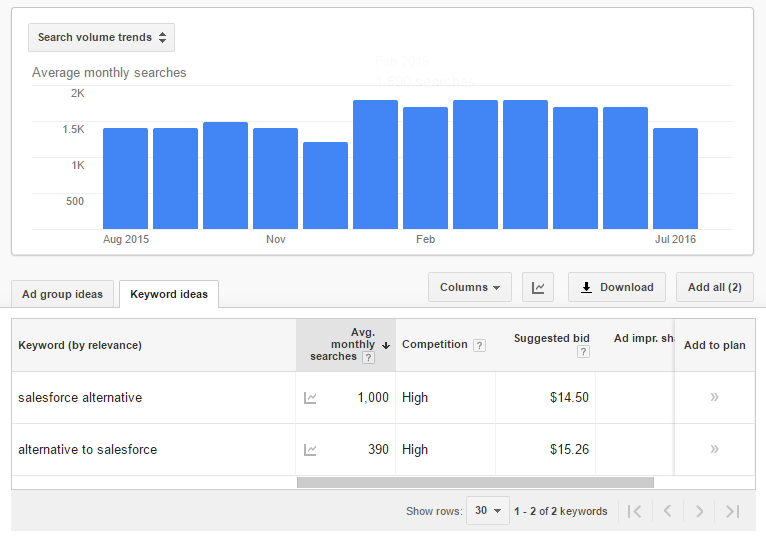 Search volume trends
Average monthly searches
Feb 2016
1,690 searches
2K
1.5K
1K
500
Aug 2015 Nov Feb Jul 2016
Ad group ideas Keyword ideas Columns Download Add all (2)
Keyword (by relevance) Avg. monthly searches ? Competition ? Suggested bid ? Ad impr. sh Add to plan
salesforce alternative 1,000 High $14.50 »
alternative to salesforce 390 High $15.26 »
Show rows: 30 1 - 2 of 2 keywords